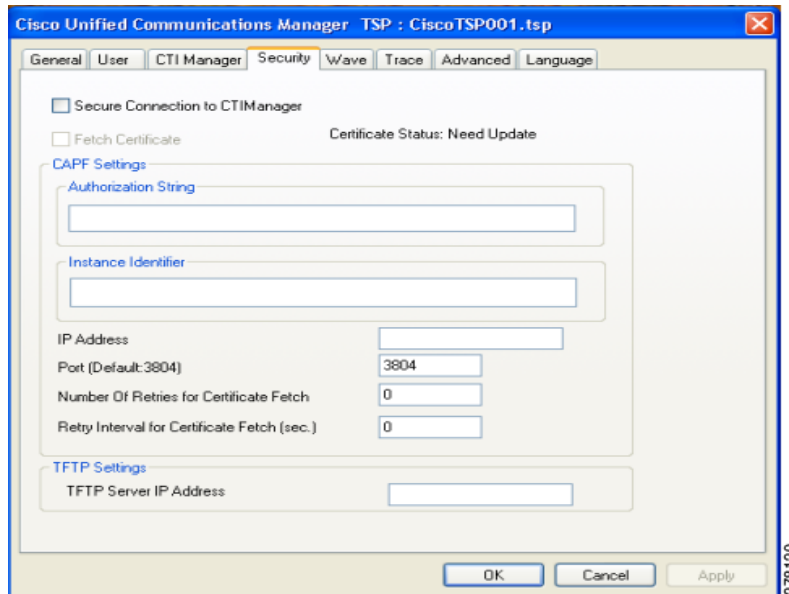 Cisco Unified Communications Manager TSP : CiscoTSP001.tsp
General User CTI Manager Security Wave Trace Advanced Language
Secure Connection to CTIManager
Fetch Certificate Certificate Status: Need Update
CAPF Settings
Authorization String
Instance Identifier
IP Address
Port (Default:3804) 3804
Number Of Retries for Certificate Fetch 0
Retry Interval for Certificate Fetch (sec.) 0
TFTP Settings
TFTP Server IP Address
OK Cancel Apply